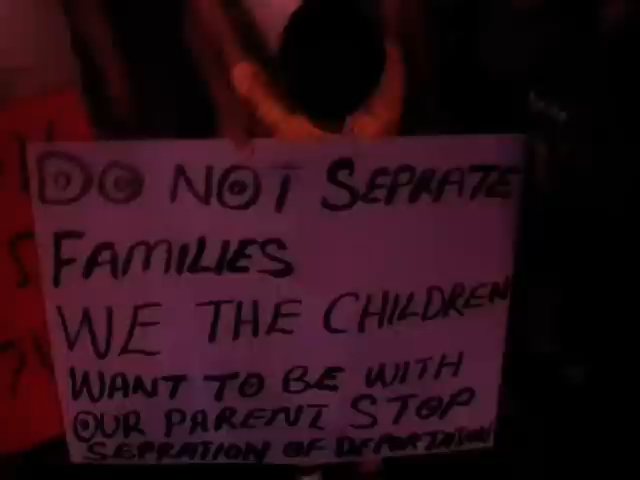 DO NOT SEPRATE
FAMILIES
WE THE CHILDREN
WANT TO BE WITH
OUR PARENT STOP
SEPRATION OF DEPORTATION